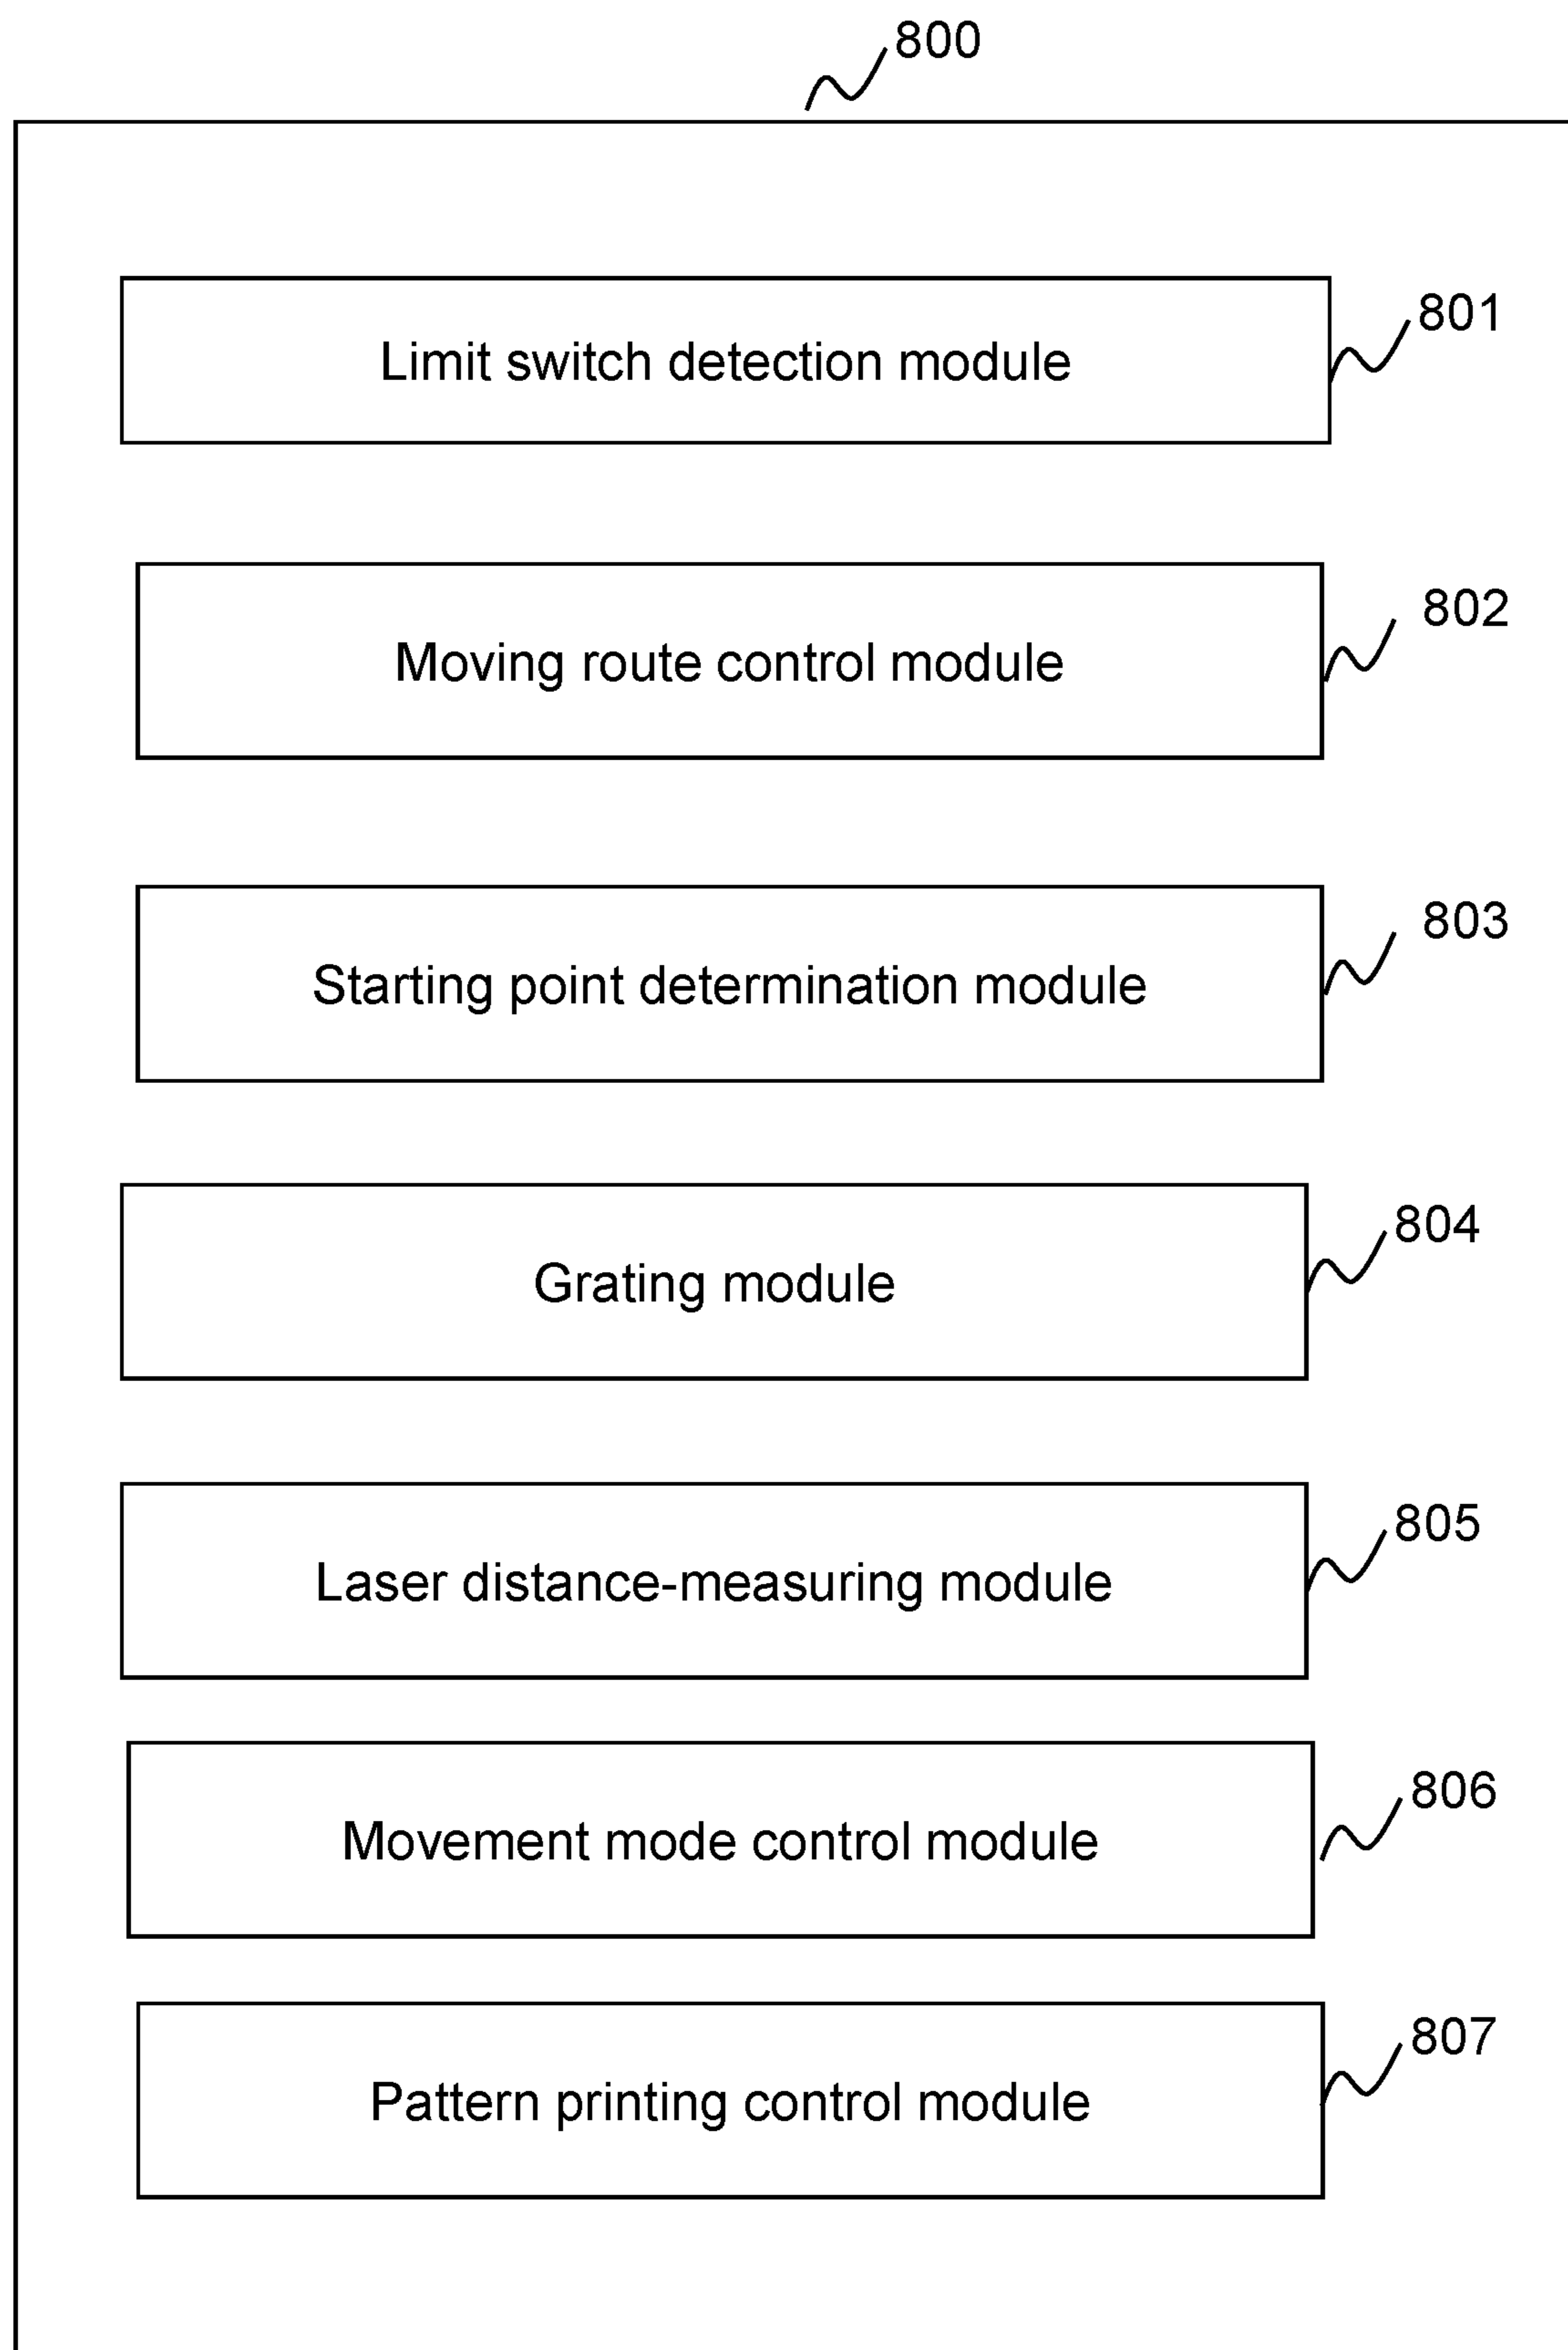 800
Limit switch detection module
801
Moving route control module
802
Starting point determination module
803
Grating module
804
Laser distance-measuring module
805
Movement mode control module
806
Pattern printing control module
807